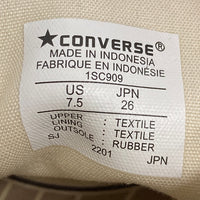 ★CONVERSE®
MADE IN INDONESIA
FABRIQUE EN INDONÉSIE
1SC909
US JPN
7.5 26
UPPER : TEXTILE
LINING : TEXTILE
OUTSOLE : RUBBER
SJ 2201 JPN